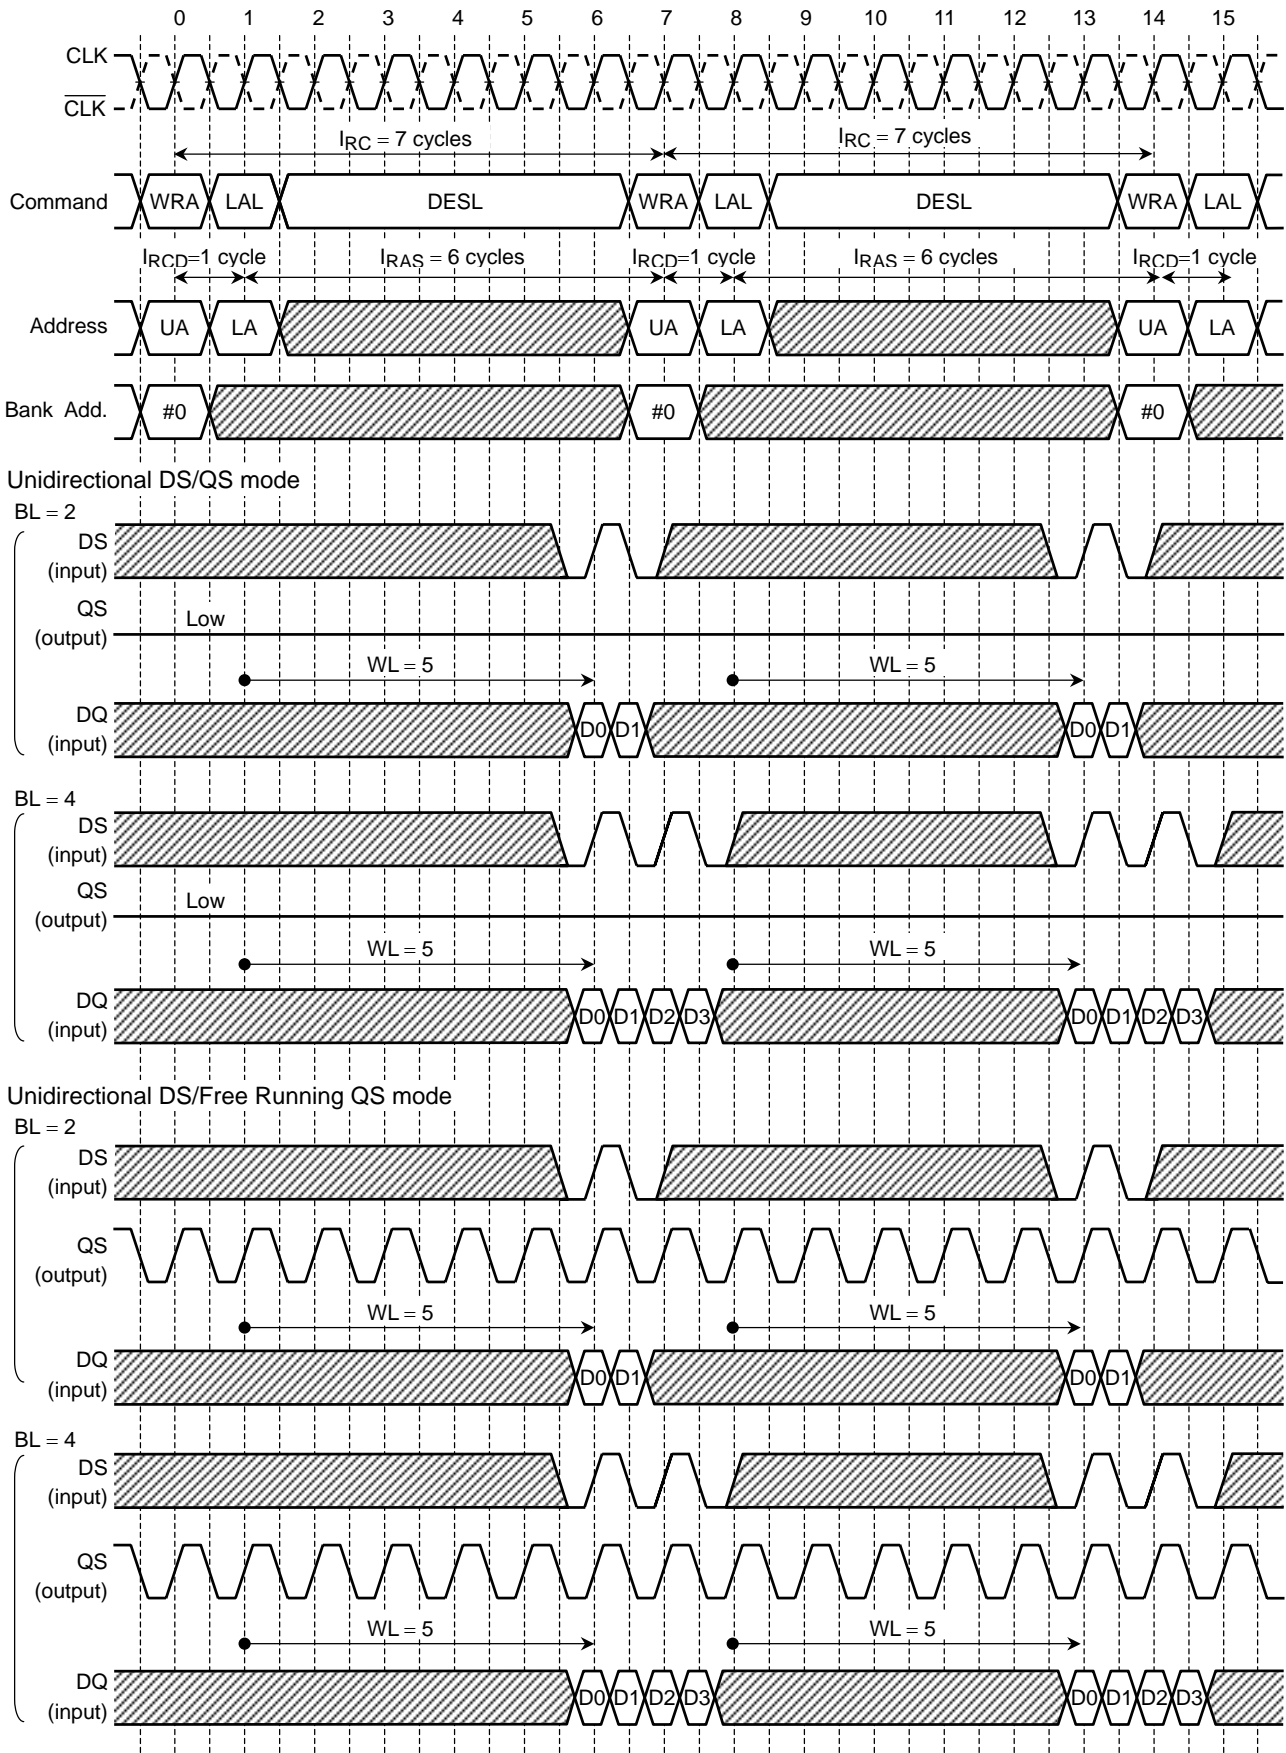 0 1 2 3 4 5 6 7 8 9 10 11 12 13 14 15
CLK
CLK
IRC = 7 cycles IRC = 7 cycles
Command WRA LAL DESL WRA LAL DESL WRA LAL
IRCD=1 cycle IRAS = 6 cycles IRCD=1 cycle IRAS = 6 cycles IRCD=1 cycle
Address UA LA UA LA UA LA
Bank Add. #0 #0 #0
Unidirectional DS/QS mode
BL = 2
DS
(input)
QS
(output)
Low
WL = 5 WL = 5
DQ
(input)
D0 D1 D0 D1
BL = 4
DS
(input)
QS
(output)
Low
WL = 5 WL = 5
DQ
(input)
D0 D1 D2 D3 D0 D1 D2 D3
Unidirectional DS/Free Running QS mode
BL = 2
DS
(input)
QS
(output)
WL = 5 WL = 5
DQ
(input)
D0 D1 D0 D1
BL = 4
DS
(input)
QS
(output)
WL = 5 WL = 5
DQ
(input)
D0 D1 D2 D3 D0 D1 D2 D3